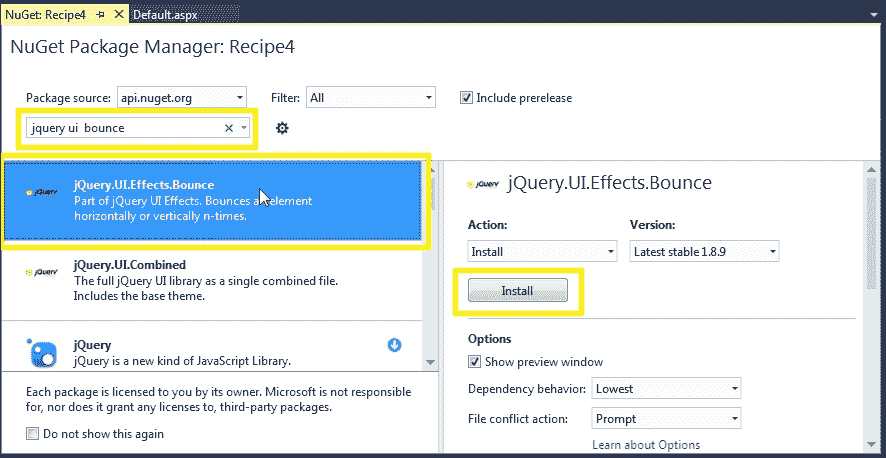 NuGet: Recipe4
Default.aspx
NuGet Package Manager: Recipe4
Package source: api.nuget.org
Filter: All
Include prerelease
jquery ui bounce
jQuery
jQuery.UI.Effects.Bounce
Part of jQuery UI Effects. Bounces an element
horizontally or vertically n-times.
jQuery
jQuery.UI.Combined
The full jQuery UI library as a single combined file.
Includes the base theme.
jQuery
jQuery is a new kind of JavaScript Library.
Each package is licensed to you by its owner. Microsoft is not responsible
for, nor does it grant any licenses to, third-party packages.
Do not show this again
jQuery
jQuery.UI.Effects.Bounce
Action:
Version:
Install
Latest stable 1.8.9
Install
Options
Show preview window
Dependency behavior: Lowest
File conflict action: Prompt
Learn about Options